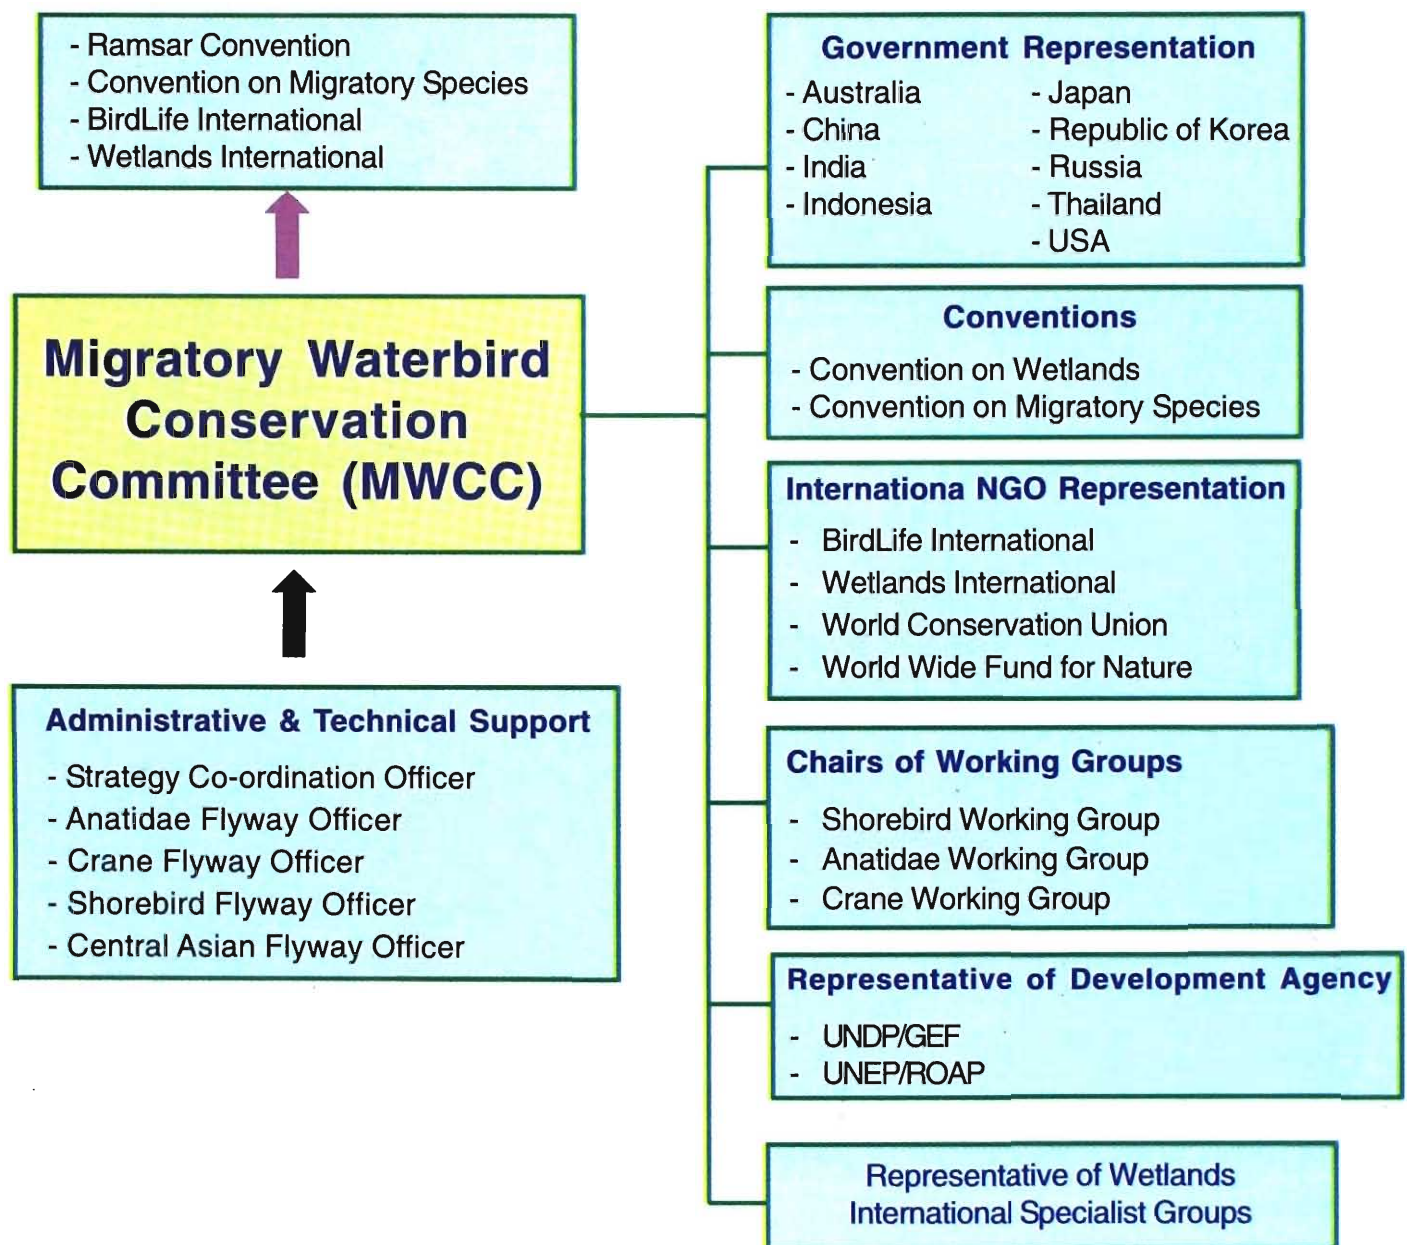 - Ramsar Convention
- Convention on Migratory Species
- BirdLife International
- Wetlands International
Migratory Waterbird
Conservation
Committee (MWCC)
Administrative & Technical Support
- Strategy Co-ordination Officer
- Anatidae Flyway Officer
- Crane Flyway Officer
- Shorebird Flyway Officer
- Central Asian Flyway Officer
Government Representation
- Australia
- China
- India
- Indonesia
- Japan
- Republic of Korea
- Russia
- Thailand
- USA
Conventions
- Convention on Wetlands
- Convention on Migratory Species
Internationa NGO Representation
- BirdLife International
- Wetlands International
- World Conservation Union
- World Wide Fund for Nature
Chairs of Working Groups
- Shorebird Working Group
- Anatidae Working Group
- Crane Working Group
Representative of Development Agency
- UNDP/GEF
- UNEP/ROAP
Representative of Wetlands
International Specialist Groups